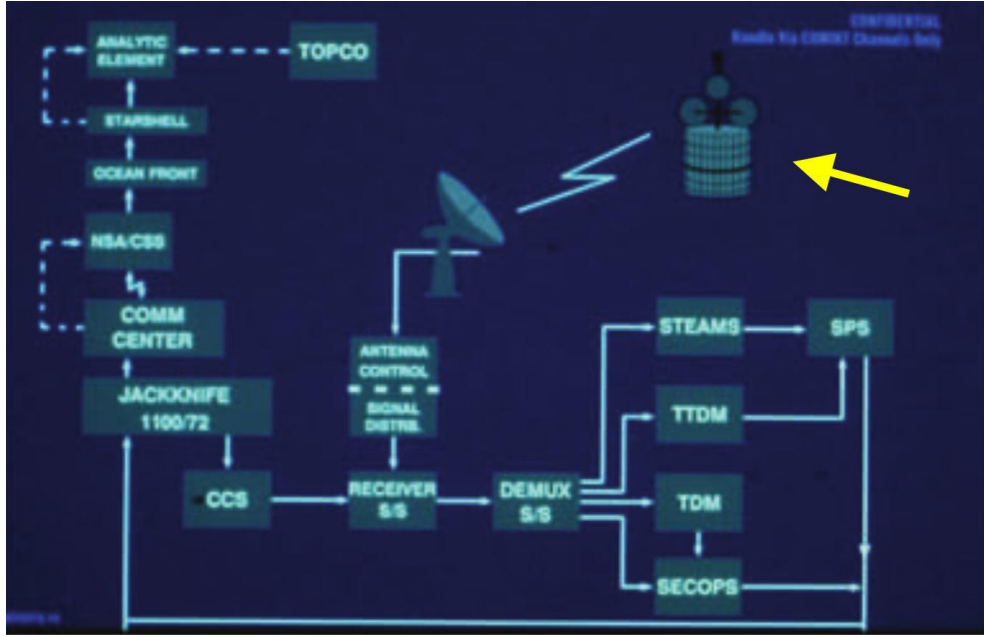 CONFIDENTIAL
Handle Via COMINT Channels Only
ANALYTIC
ELEMENT
TOPCO
STARSHELL
OCEAN FRONT
NSA/CSS
COMM
CENTER
JACKKNIFE
1100/72
CCS
ANTENNA
CONTROL
SIGNAL
DISTRIB.
RECEIVER
S/S
DEMUX
S/S
STEAMS
SPS
TTDM
TDM
SECOPS